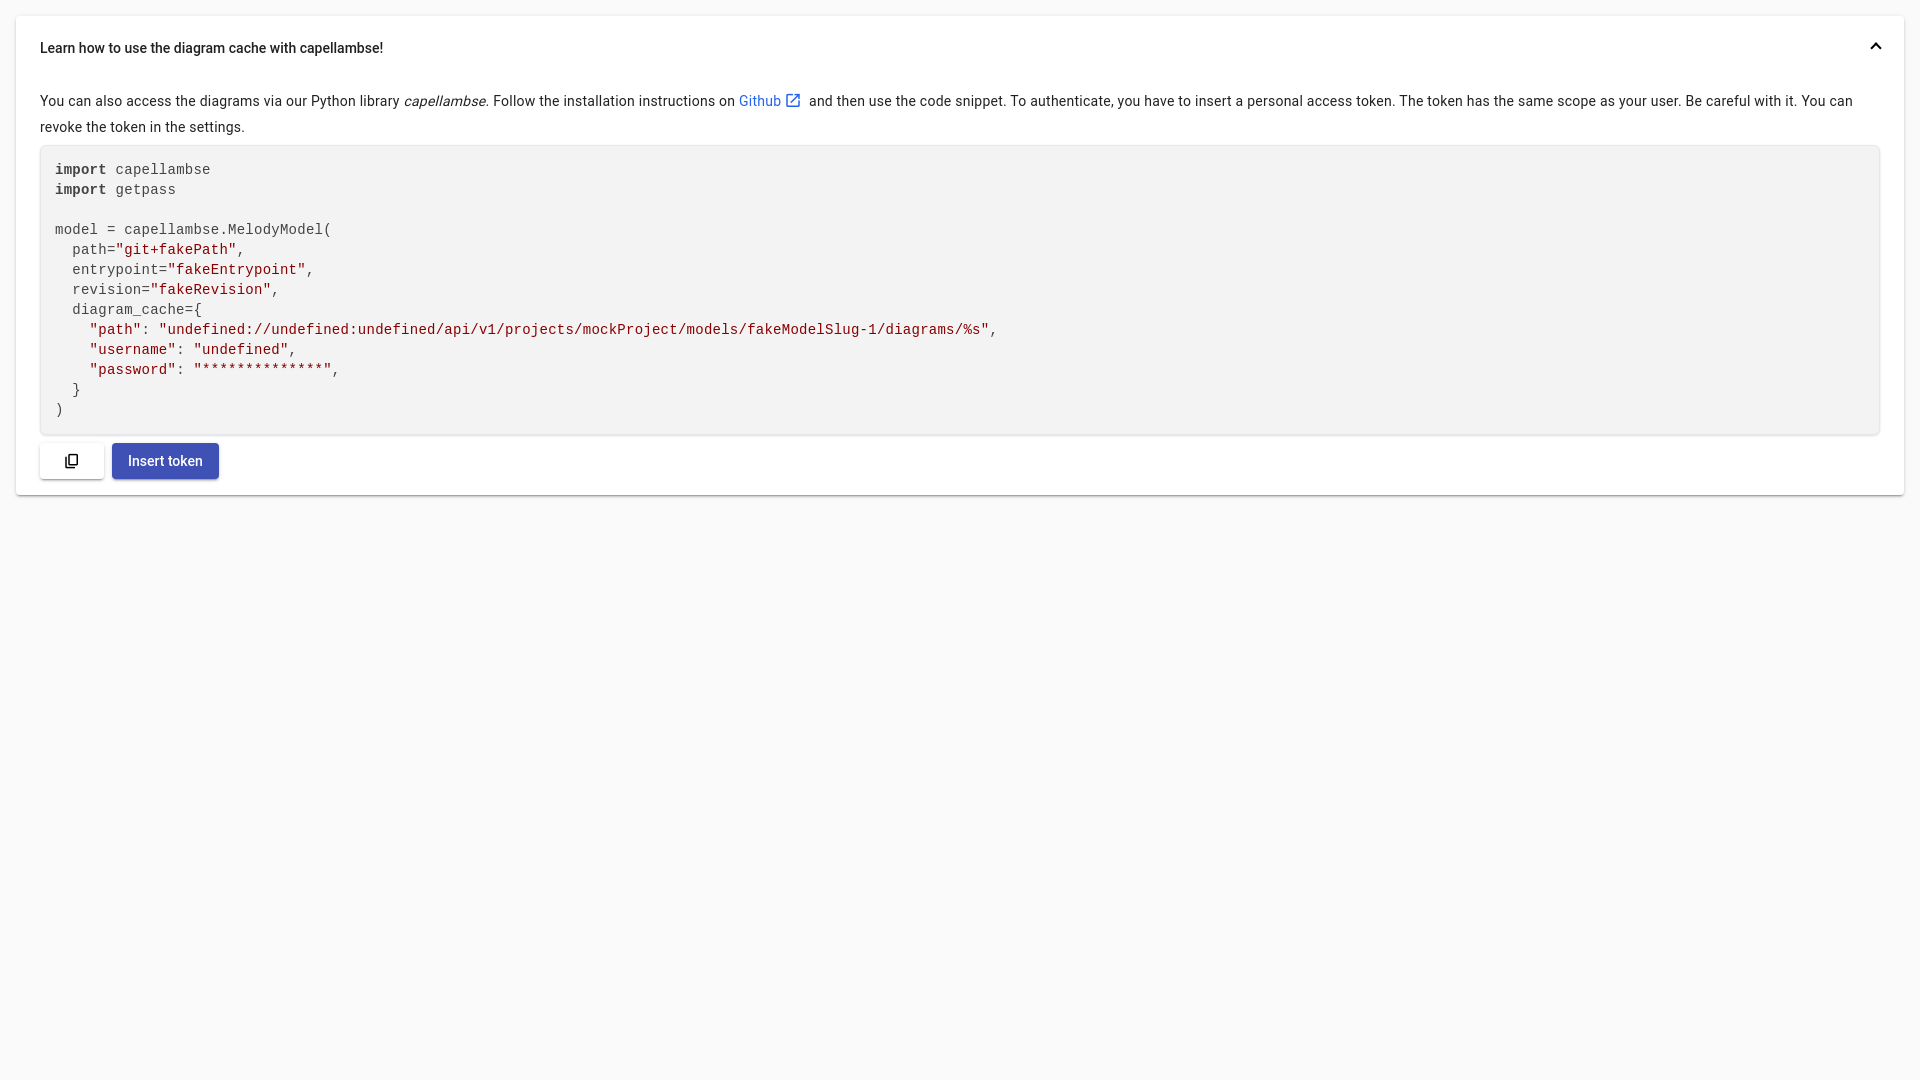 Learn how to use the diagram cache with capellambse!
You can also access the diagrams via our Python library capellambse. Follow the installation instructions on Github and then use the code snippet. To authenticate, you have to insert a personal access token. The token has the same scope as your user. Be careful with it. You can
revoke the token in the settings.
import capellambse
import getpass

model = capellambse.MelodyModel(
  path="git+fakePath",
  entrypoint="fakeEntrypoint",
  revision="fakeRevision",
  diagram_cache={
    "path": "undefined://undefined:undefined/api/v1/projects/mockProject/models/fakeModelSlug-1/diagrams/%s",
    "username": "undefined",
    "password": "**************",
  }
)
Insert token